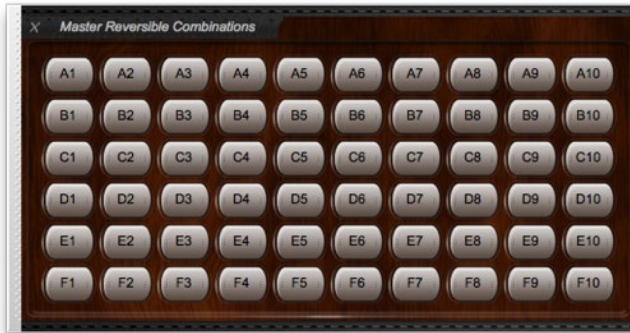 X Master Reversible Combinations
A1 A2 A3 A4 A5 A6 A7 A8 A9 A10
B1 B2 B3 B4 B5 B6 B7 B8 B9 B10
C1 C2 C3 C4 C5 C6 C7 C8 C9 C10
D1 D2 D3 D4 D5 D6 D7 D8 D9 D10
E1 E2 E3 E4 E5 E6 E7 E8 E9 E10
F1 F2 F3 F4 F5 F6 F7 F8 F9 F10